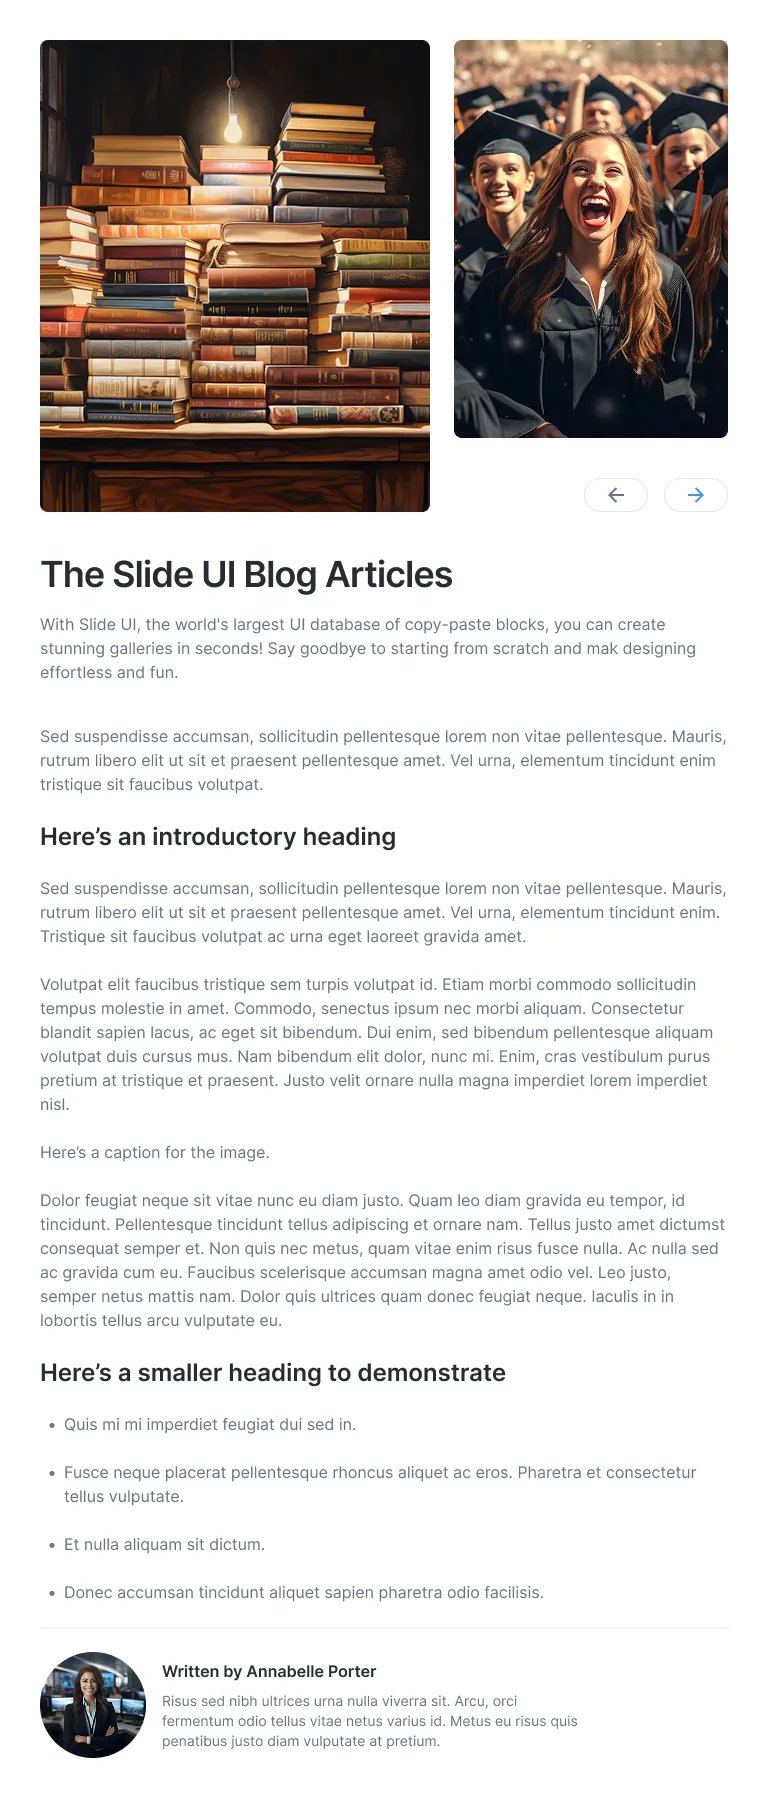 The Slide UI Blog Articles
With Slide UI, the world's largest UI database of copy-paste blocks, you can create
stunning galleries in seconds! Say goodbye to starting from scratch and mak designing
effortless and fun.
Sed suspendisse accumsan, sollicitudin pellentesque lorem non vitae pellentesque. Mauris,
rutrum libero elit ut sit et praesent pellentesque amet. Vel urna, elementum tincidunt enim
tristique sit faucibus volutpat.
Here’s an introductory heading
Sed suspendisse accumsan, sollicitudin pellentesque lorem non vitae pellentesque. Mauris,
rutrum libero elit ut sit et praesent pellentesque amet. Vel urna, elementum tincidunt enim.
Tristique sit faucibus volutpat ac urna eget laoreet gravida amet.
Volutpat elit faucibus tristique sem turpis volutpat id. Etiam morbi commodo sollicitudin
tempus molestie in amet. Commodo, senectus ipsum nec morbi aliquam. Consectetur
blandit sapien lacus, ac eget sit bibendum. Dui enim, sed bibendum pellentesque aliquam
volutpat duis cursus mus. Nam bibendum elit dolor, nunc mi. Enim, cras vestibulum purus
pretium at tristique et praesent. Justo velit ornare nulla magna imperdiet lorem imperdiet
nisl.
Here’s a caption for the image.
Dolor feugiat neque sit vitae nunc eu diam justo. Quam leo diam gravida eu tempor, id
tincidunt. Pellentesque tincidunt tellus adipiscing et ornare nam. Tellus justo amet dictumst
consequat semper et. Non quis nec metus, quam vitae enim risus fusce nulla. Ac nulla sed
ac gravida cum eu. Faucibus scelerisque accumsan magna amet odio vel. Leo justo,
semper netus mattis nam. Dolor quis ultrices quam donec feugiat neque. Iaculis in in
lobortis tellus arcu vulputate eu.
Here’s a smaller heading to demonstrate
• Quis mi mi imperdiet feugiat dui sed in.
• Fusce neque placerat pellentesque rhoncus aliquet ac eros. Pharetra et consectetur
tellus vulputate.
• Et nulla aliquam sit dictum.
• Donec accumsan tincidunt aliquet sapien pharetra odio facilisis.
Written by Annabelle Porter
Risus sed nibh ultrices urna nulla viverra sit. Arcu, orci
fermentum odio tellus vitae netus varius id. Metus eu risus quis
penatibus justo diam vulputate at pretium.